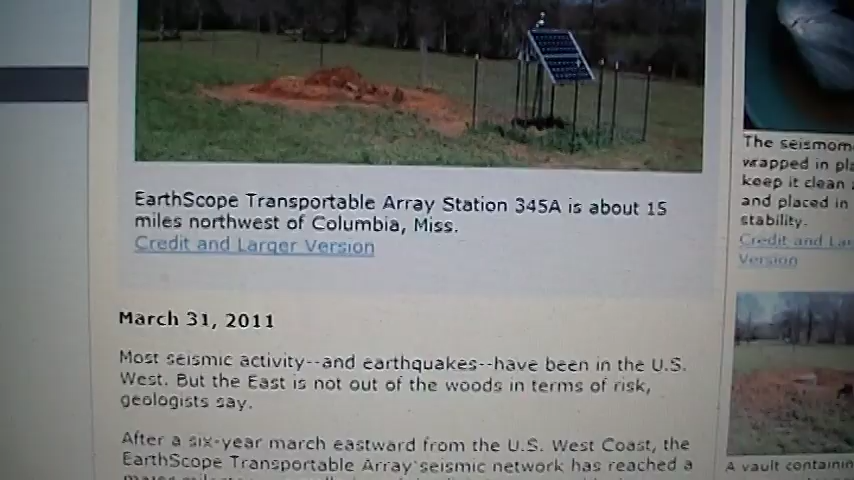 EarthScope Transportable Array Station 345A is about 15
miles northwest of Columbia, Miss.
Credit and Larger Version
March 31, 2011
Most seismic activity--and earthquakes--have been in the U.S.
West. But the East is not out of the woods in terms of risk,
geologists say.
After a six-year march eastward from the U.S. West Coast, the
EarthScope Transportable Array seismic network has reached a
The seismom
wrapped in pla
keep it clean
and placed in
stability.
Credit and Lar
Version
A vault containin